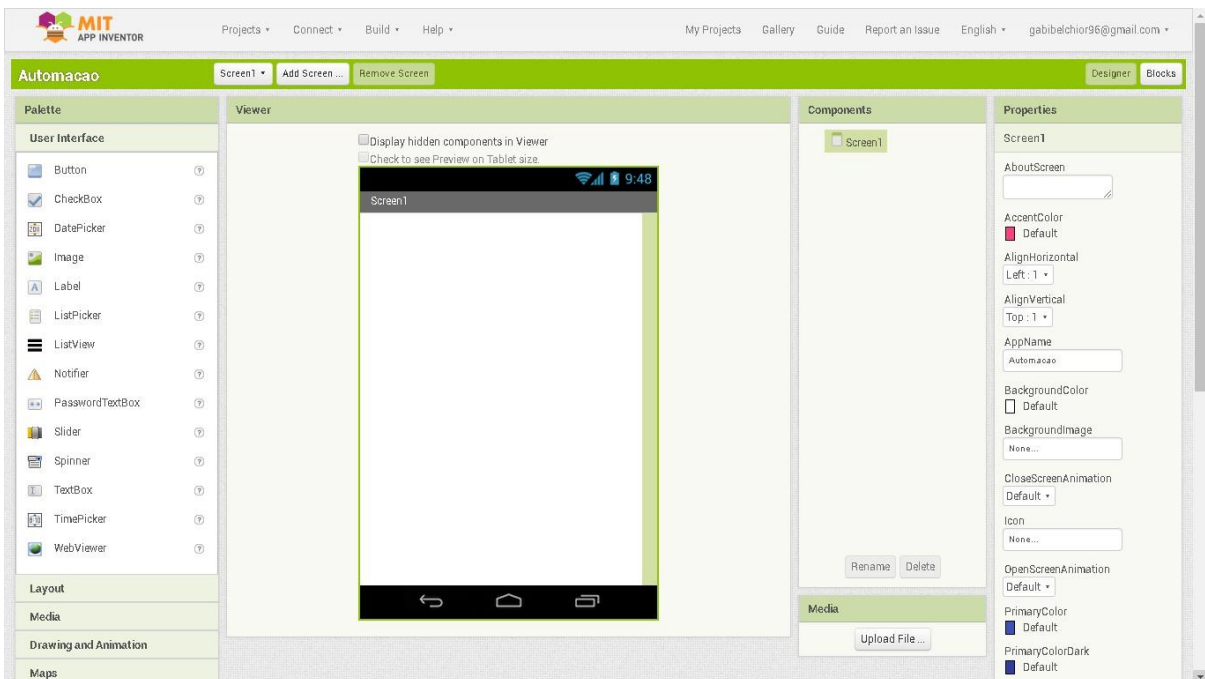 MIT
APP INVENTOR
Projects Connect Build Help
My Projects Gallery Guide Report an Issue English gabibelchior96@gmail.com
Automacao
Screen1 Add Screen ... Remove Screen
Designer Blocks
Palette
User Interface
Button
CheckBox
DatePicker
Image
Label
ListPicker
ListView
Notifier
PasswordTextBox
Slider
Spinner
TextBox
TimePicker
WebViewer
Layout
Media
Drawing and Animation
Maps
Viewer
Display hidden components in Viewer
Check to see Preview on Tablet size.
9:48
Screen1
Components
Screen1
Rename Delete
Media
Upload File ...
Properties
Screen1
AboutScreen
AccentColor
Default
AlignHorizontal
Left : 1
AlignVertical
Top : 1
AppName
Automacao
BackgroundColor
Default
BackgroundImage
None...
CloseScreenAnimation
Default
Icon
None...
OpenScreenAnimation
Default
PrimaryColor
Default
PrimaryColorDark
Default